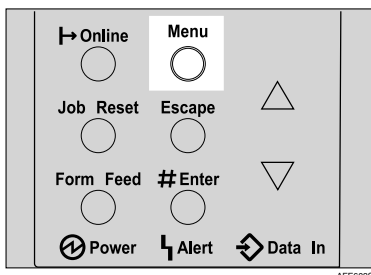 Online Menu
Job Reset Escape
Form Feed #Enter
Power Alert Data In